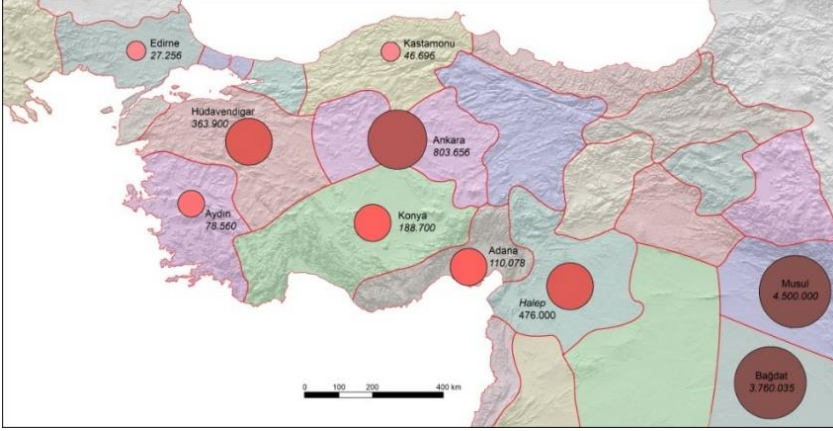 Edirne
27.256
Kastamonu
46.696
Hüdavendigar
363.900
Ankara
803.656
Aydın
78.560
Konya
188.700
Adana
110.078
Halep
476.000
Musul
4.500.000
Bağdat
3.760.035
0 100 200 400 km